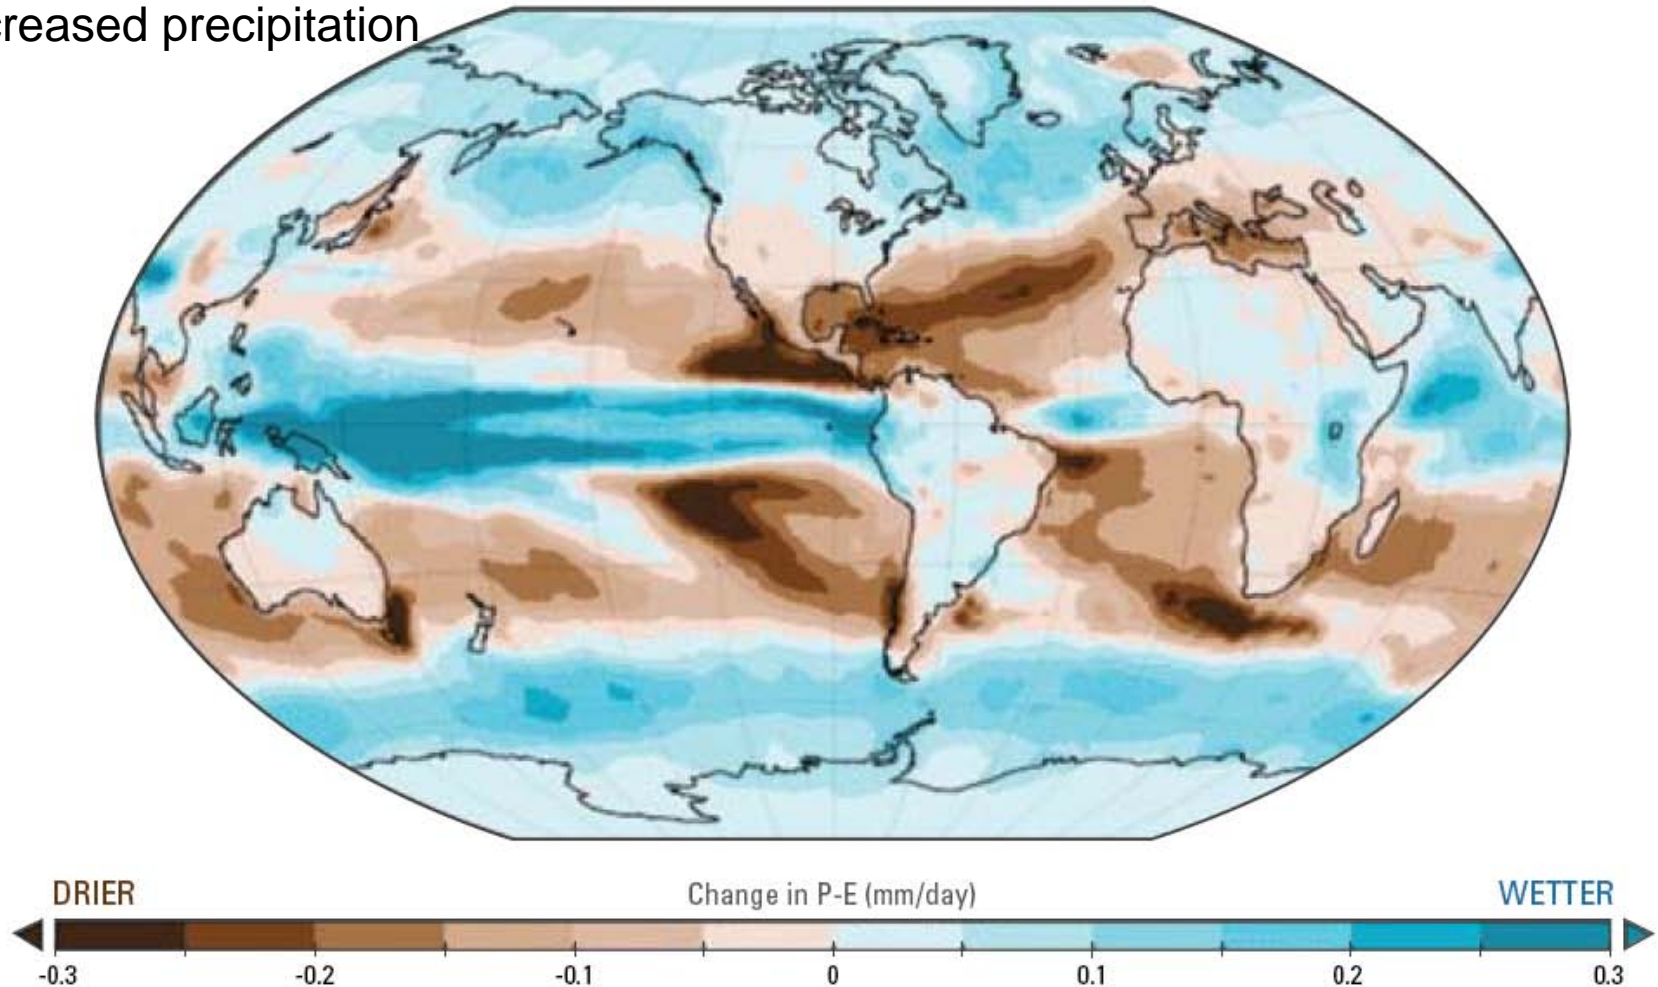 creased precipitation
DRIER
Change in P-E (mm/day)
WETTER
-0.3
-0.2
-0.1
0
0.1
0.2
0.3